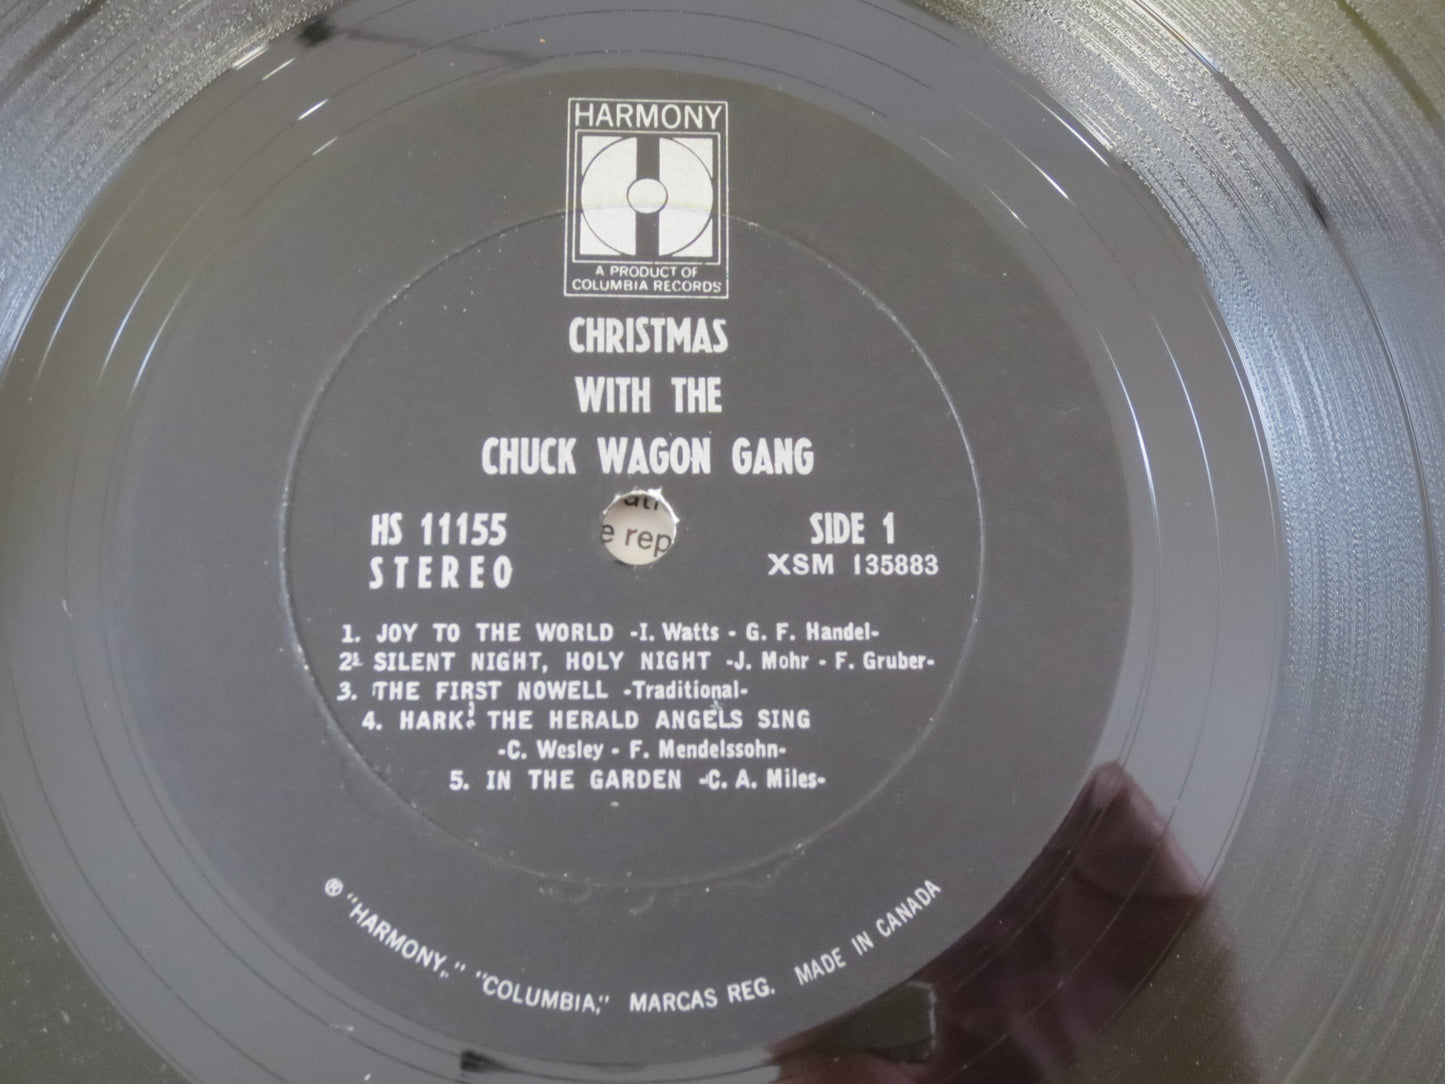 HARMONY
A PRODUCT OF
COLUMBIA RECORDS
CHRISTMAS
WITH THE
CHUCK WAGON GANG
HS 11155
STEREO
e rep
SIDE 1
XSM 135883
1. JOY TO THE WORLD -I. Watts - G. F. Handel-
2. SILENT NIGHT, HOLY NIGHT -J. Mohr - F. Gruber-
3. THE FIRST NOWELL -Traditional-
4. HARK! THE HERALD ANGELS SING
-C. Wesley - F. Mendelssohn-
5. IN THE GARDEN -C. A. Miles-
® "HARMONY," "COLUMBIA," MARCAS REG. MADE IN CANADA